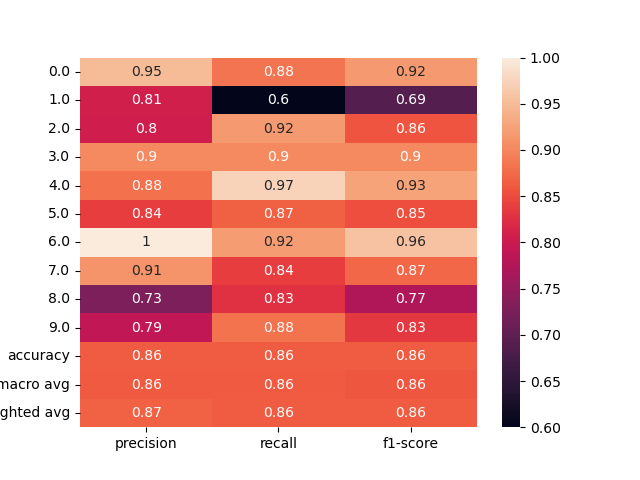 0.0 0.95 0.88 0.92
1.0 0.81 0.6 0.69
2.0 0.8 0.92 0.86
3.0 0.9 0.9 0.9
4.0 0.88 0.97 0.93
5.0 0.84 0.87 0.85
6.0 1 0.92 0.96
7.0 0.91 0.84 0.87
8.0 0.73 0.83 0.77
9.0 0.79 0.88 0.83
accuracy 0.86 0.86 0.86
macro avg 0.86 0.86 0.86
ghted avg 0.87 0.86 0.86
precision recall f1-score
1.00
0.95
0.90
0.85
0.80
0.75
0.70
0.65
0.60